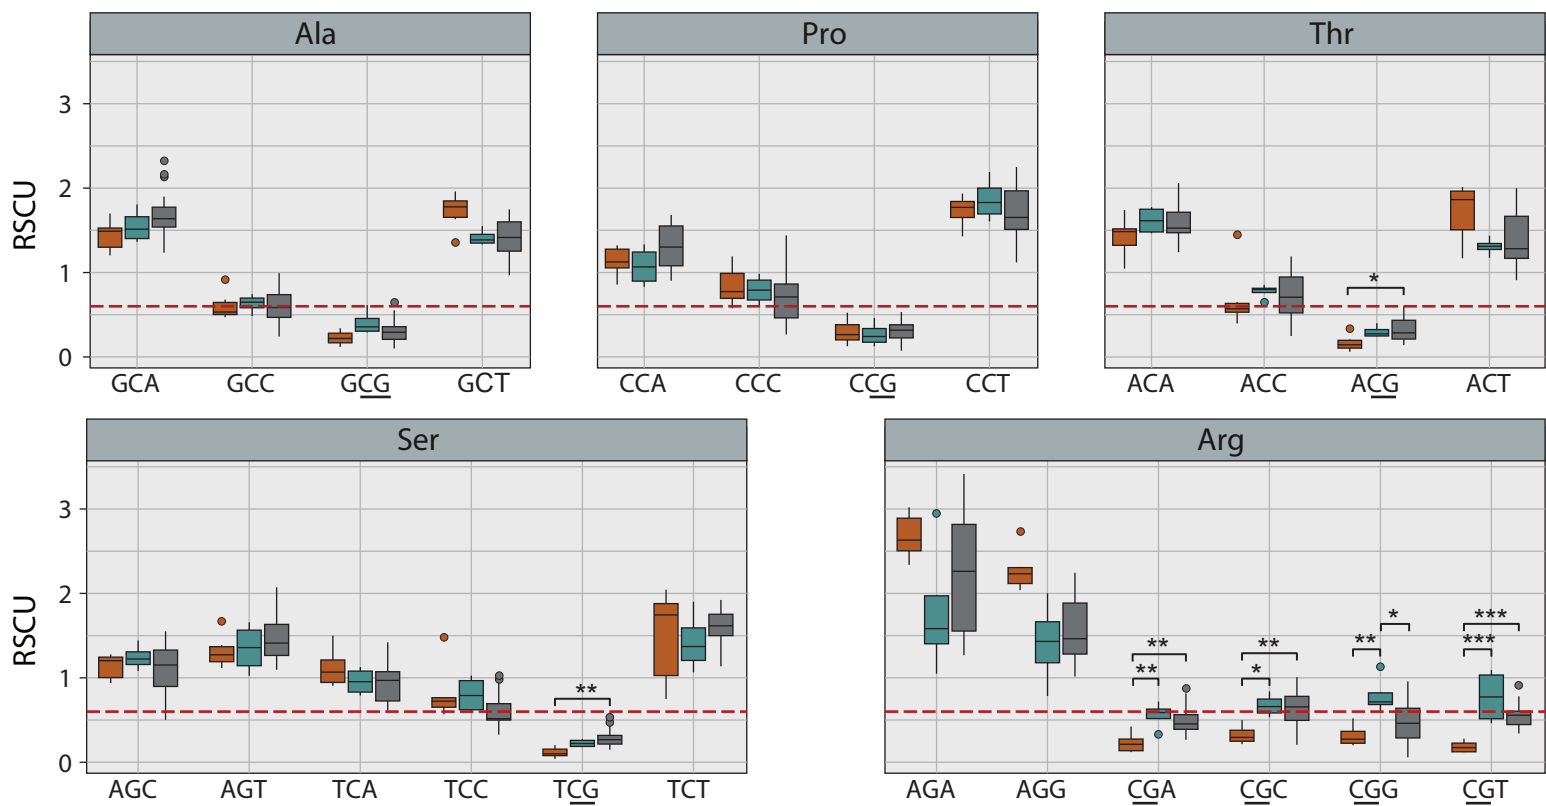 Ala Pro Thr
RSCU
3
2
1
0
*
GCA GCC GCG GCT CCA CCC CCG CCT ACA ACC ACG ACT
Ser Arg
RSCU
3
2
1
0
**
** ** ** * ** * *** ***
AGC AGT TCA TCC TCG TCT AGA AGG CGA CGC CGG CGT